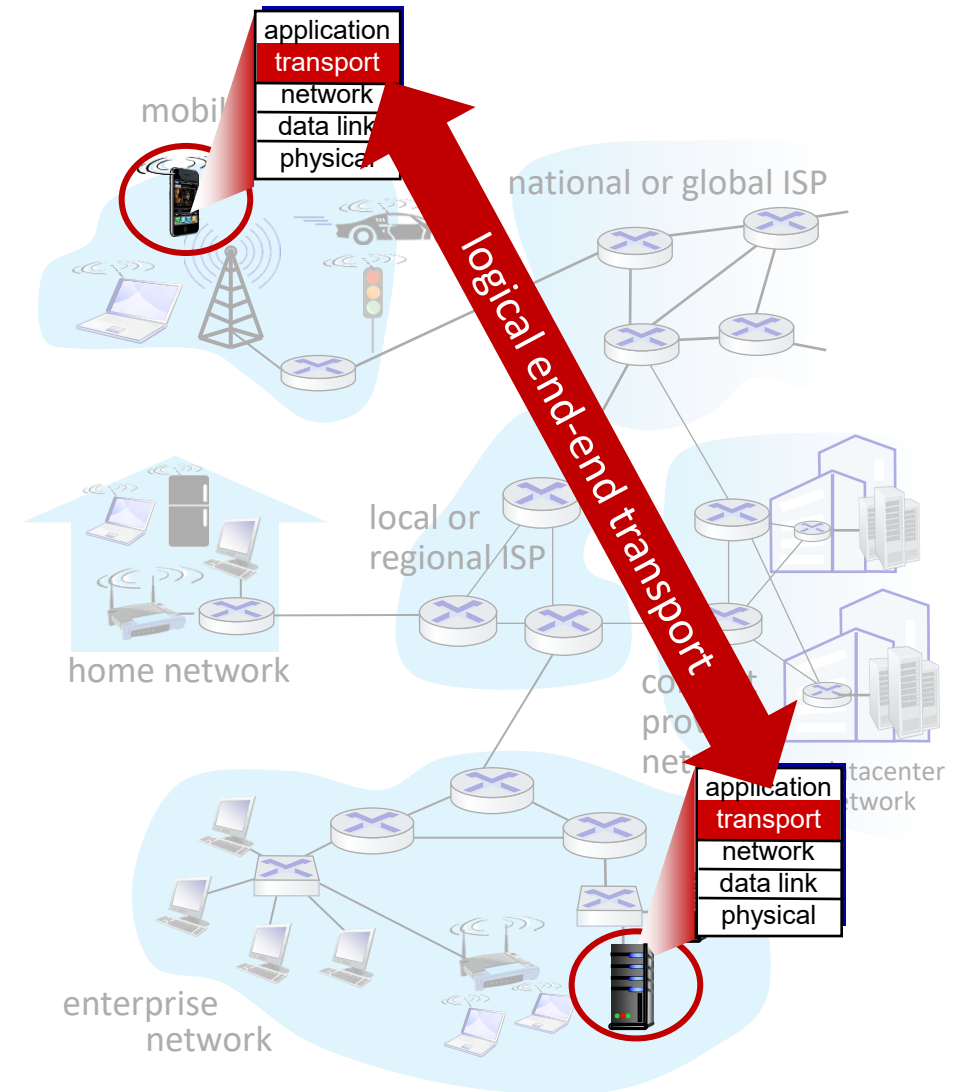 application
transport
network
data link
physical
national or global ISP
logical end-end transport
local or
regional ISP
home network
application
transport
network
data link
physical
network
enterprise
network